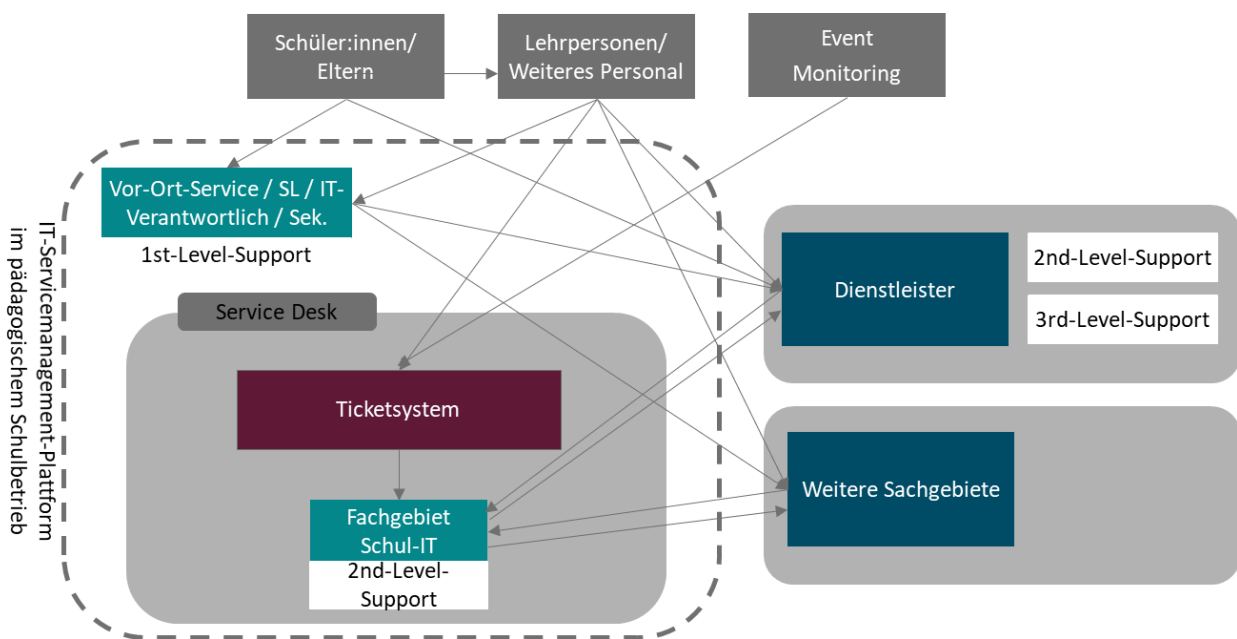 Schüler:innen/
Eltern
Lehrpersonen/
Weiteres Personal
Event
Monitoring
Vor-Ort-Service / SL / IT-
Verantwortlich / Sek.
1st-Level-Support
IT-Servicemanagement-Plattform
im pädagogischem Schulbetrieb
Service Desk
Ticketsystem
Fachgebiet
Schul-IT
2nd-Level-
Support
Dienstleister
2nd-Level-Support
3rd-Level-Support
Weitere Sachgebiete